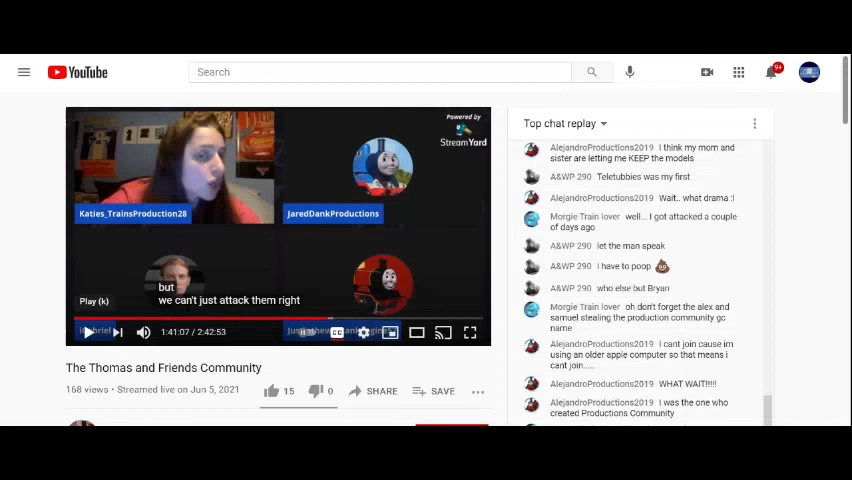 YouTube
Search
9+
Powered by
StreamYard
Katies_TrainsProduction28
JaredDankProductions
but
we can't just attack them right
Play (k)
1:41:07 / 2:42:53
CC
The Thomas and Friends Community
168 views • Streamed live on Jun 5, 2021
15
0
SHARE
SAVE
Top chat replay
AlejandroProductions2019 I think my mom and
sister are letting me KEEP the models
A&WP 290 Teletubbies was my first
AlejandroProductions2019 Wait.. what drama :l
Morgie Train lover well... I got attacked a couple
of days ago
A&WP 290 let the man speak
A&WP 290 I have to poop 💩
A&WP 290 who else but Bryan
Morgie Train lover oh don't forget the alex and
samuel stealing the production community gc
name
AlejandroProductions2019 I cant join cause im
using an older apple computer so that means i
cant join.....
AlejandroProductions2019 WHAT WAIT!!!!!
AlejandroProductions2019 I was the one who
created Productions Community